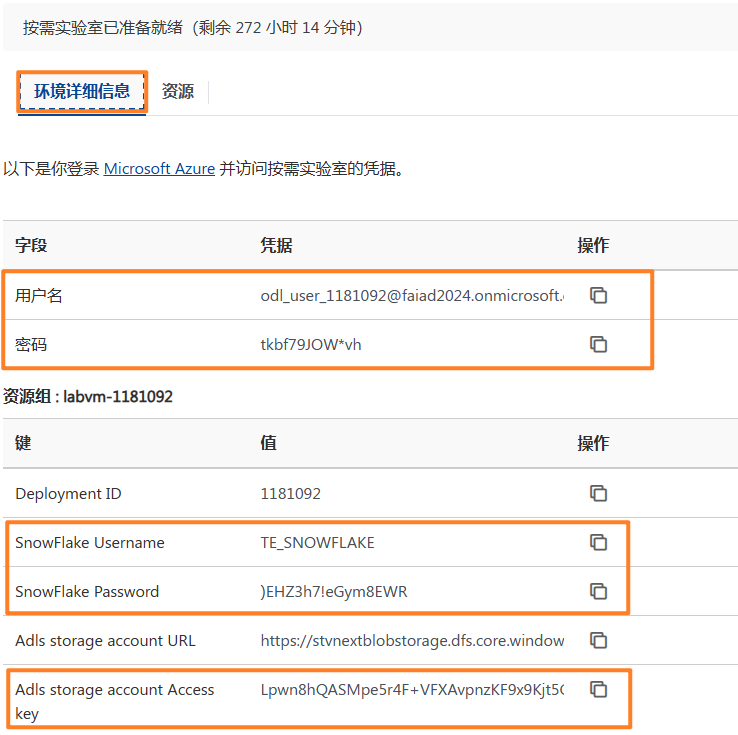 按需实验室已准备就绪（剩余 272 小时 14 分钟）
环境详细信息 资源
以下是你登录 Microsoft Azure 并访问按需实验室的凭据。
字段 凭据 操作
用户名 odl_user_1181092@faiad2024.onmicrosoft.
密码 tkbf79JOW*vh
资源组 : labvm-1181092
键 值 操作
Deployment ID 1181092
SnowFlake Username TE_SNOWFLAKE
SnowFlake Password )EHZ3h7!eGym8EWR
Adls storage account URL https://stvnextblobstorage.dfs.core.window
Adls storage account Access Lpwn8hQASMpe5r4F+VFXAvpnzKF9x9Kjt5
key